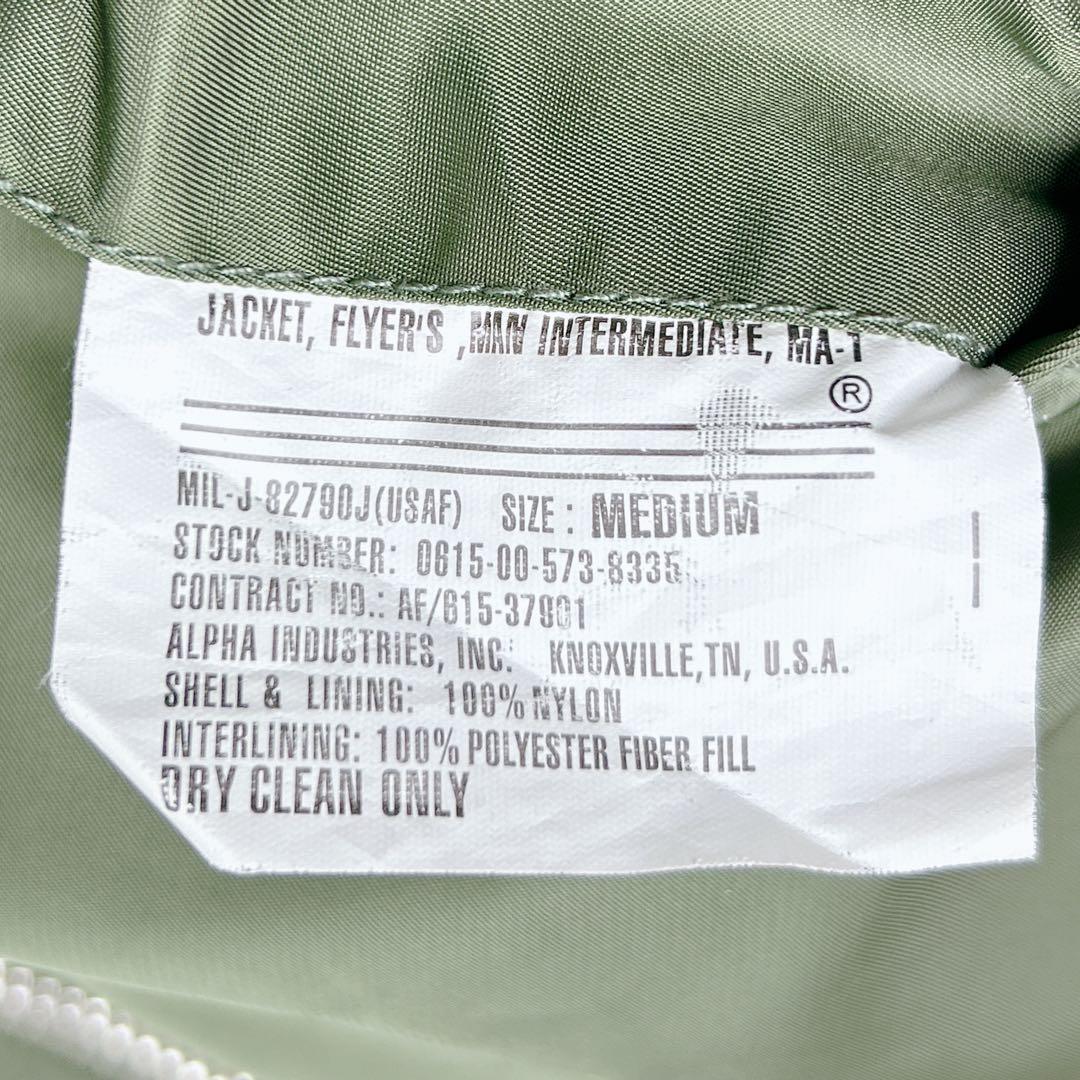 JACKET, FLYER'S ,MAN INTERMEDIATE, MA-1
®
MIL-J-82790J(USAF) SIZE : MEDIUM
STOCK NUMBER: 0615-00-573-8335
CONTRACT NO.: AF/615-37901
ALPHA INDUSTRIES, INC. KNOXVILLE, TN, U.S.A.
SHELL & LINING: 100% NYLON
INTERLINING: 100% POLYESTER FIBER FILL
DRY CLEAN ONLY